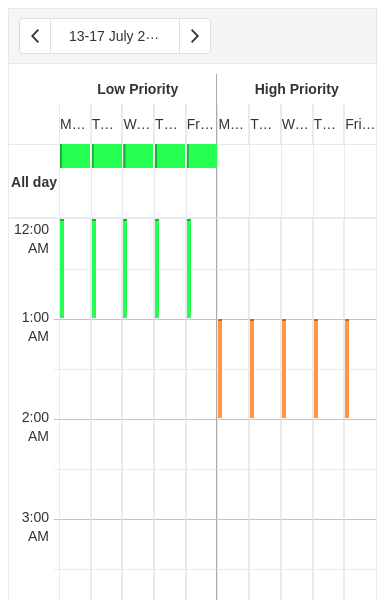 13-17 July 2···
Low Priority High Priority
M... T... W... T... Fr... M... T... W... T... Fri...
All day
12:00
AM
1:00
AM
2:00
AM
3:00
AM